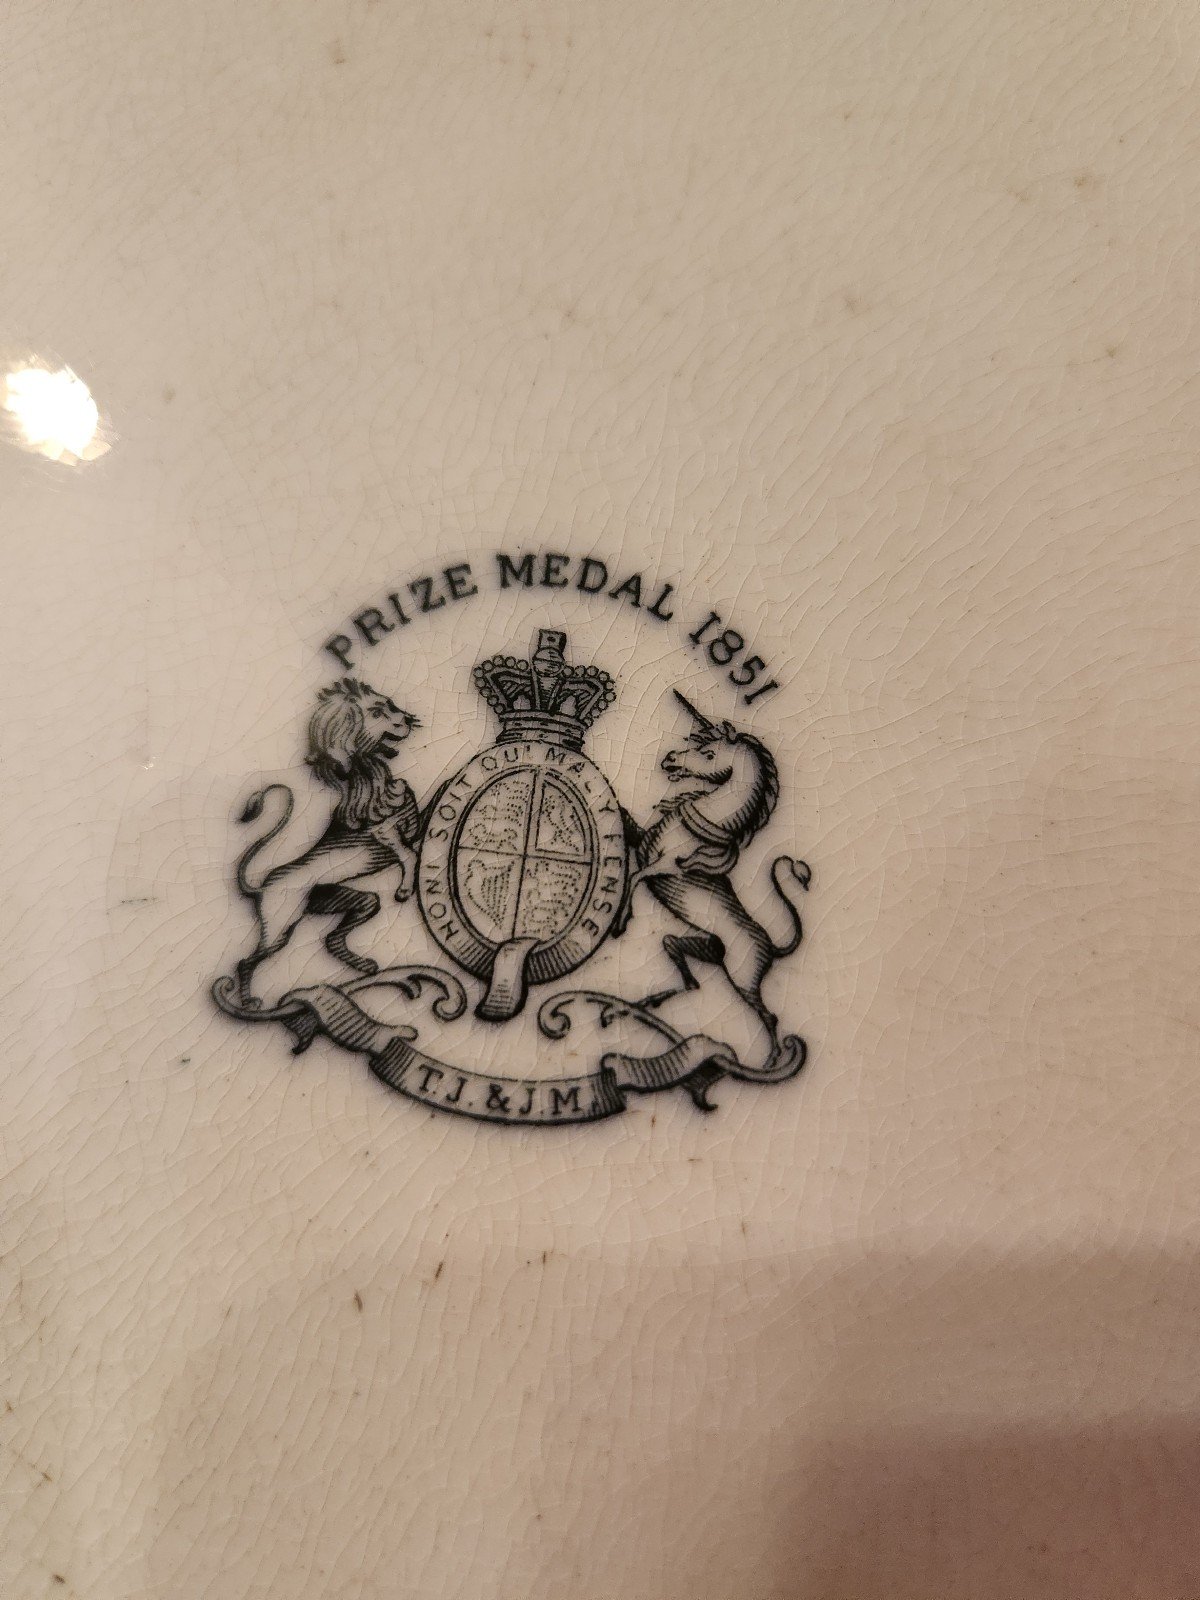 PRIZE MEDAL 1851
HONI SOIT QUI MAL Y PENSE
T.J. & J.M.